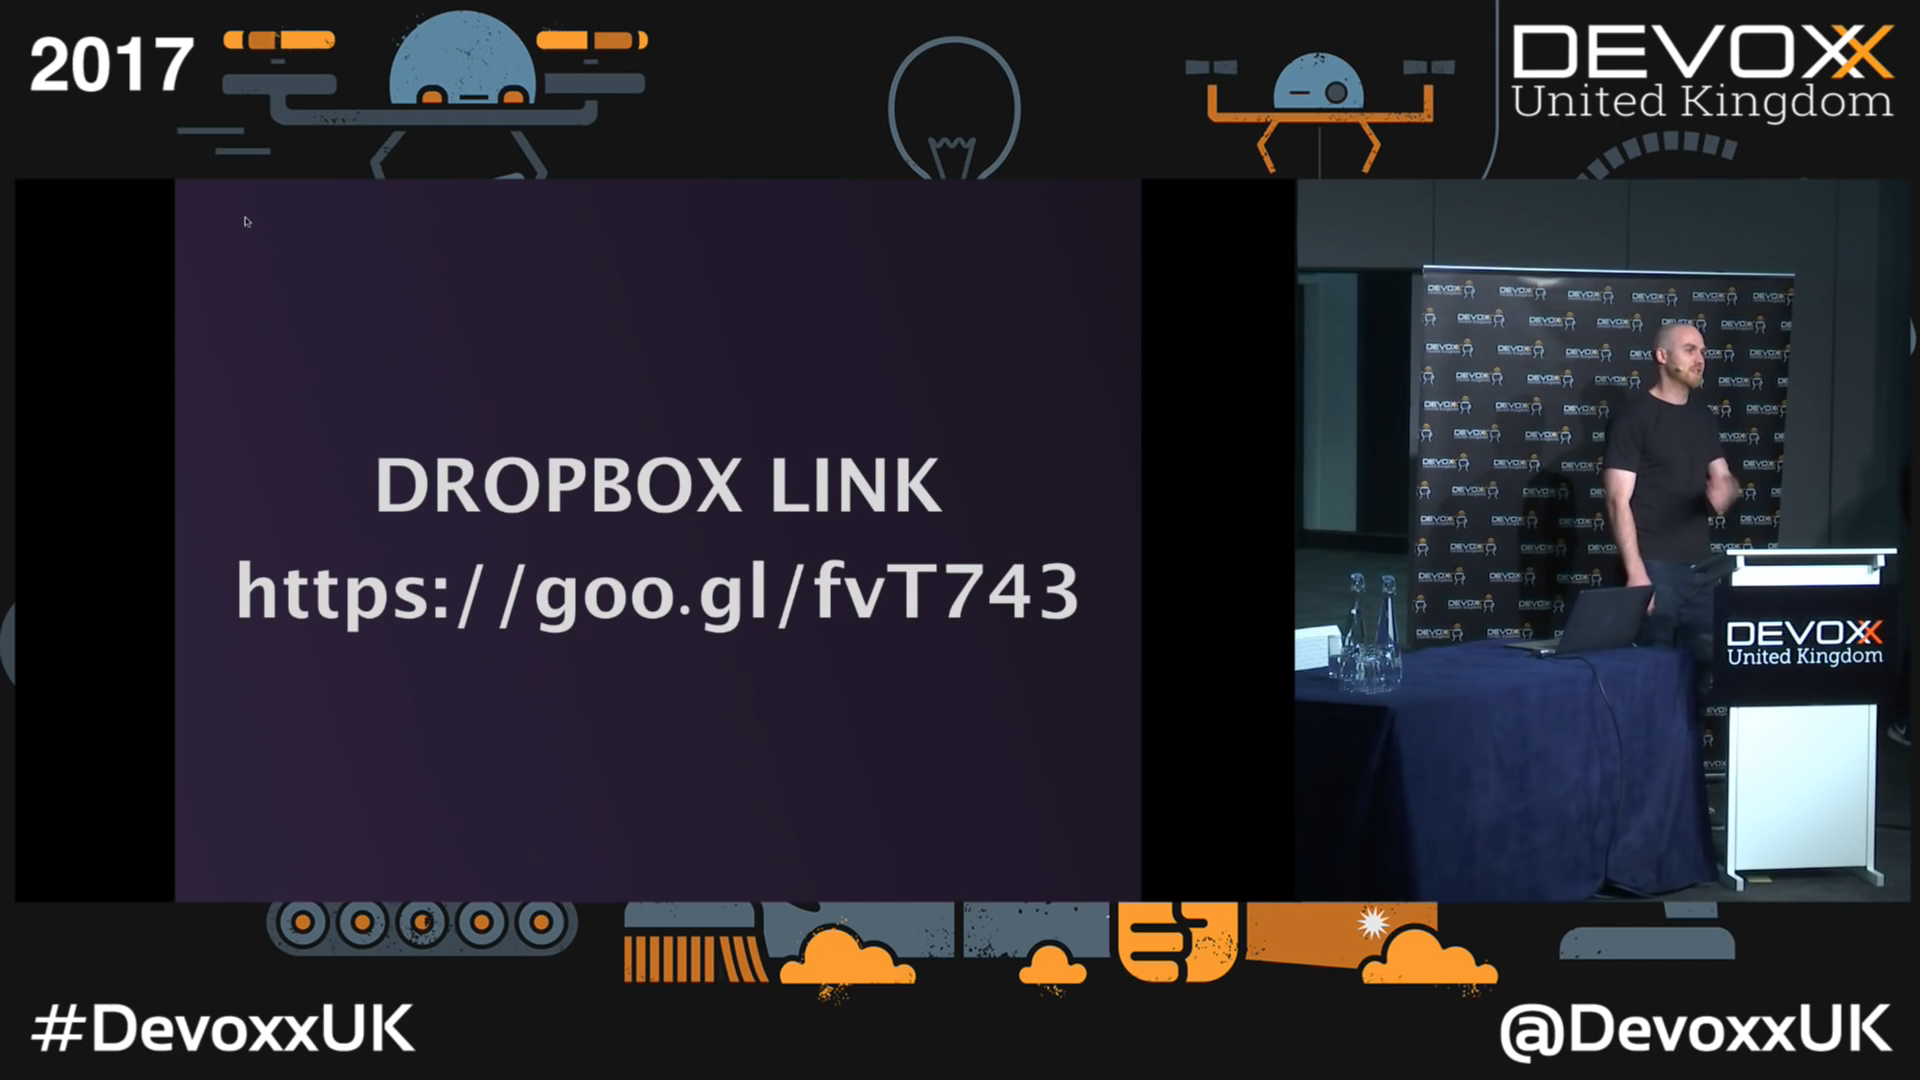 2017
DEVOXX
United Kingdom
DROPBOX LINK
https://goo.gl/fvT743
DEVOXX
United Kingdom
#DevoxxUK
@DevoxxUK